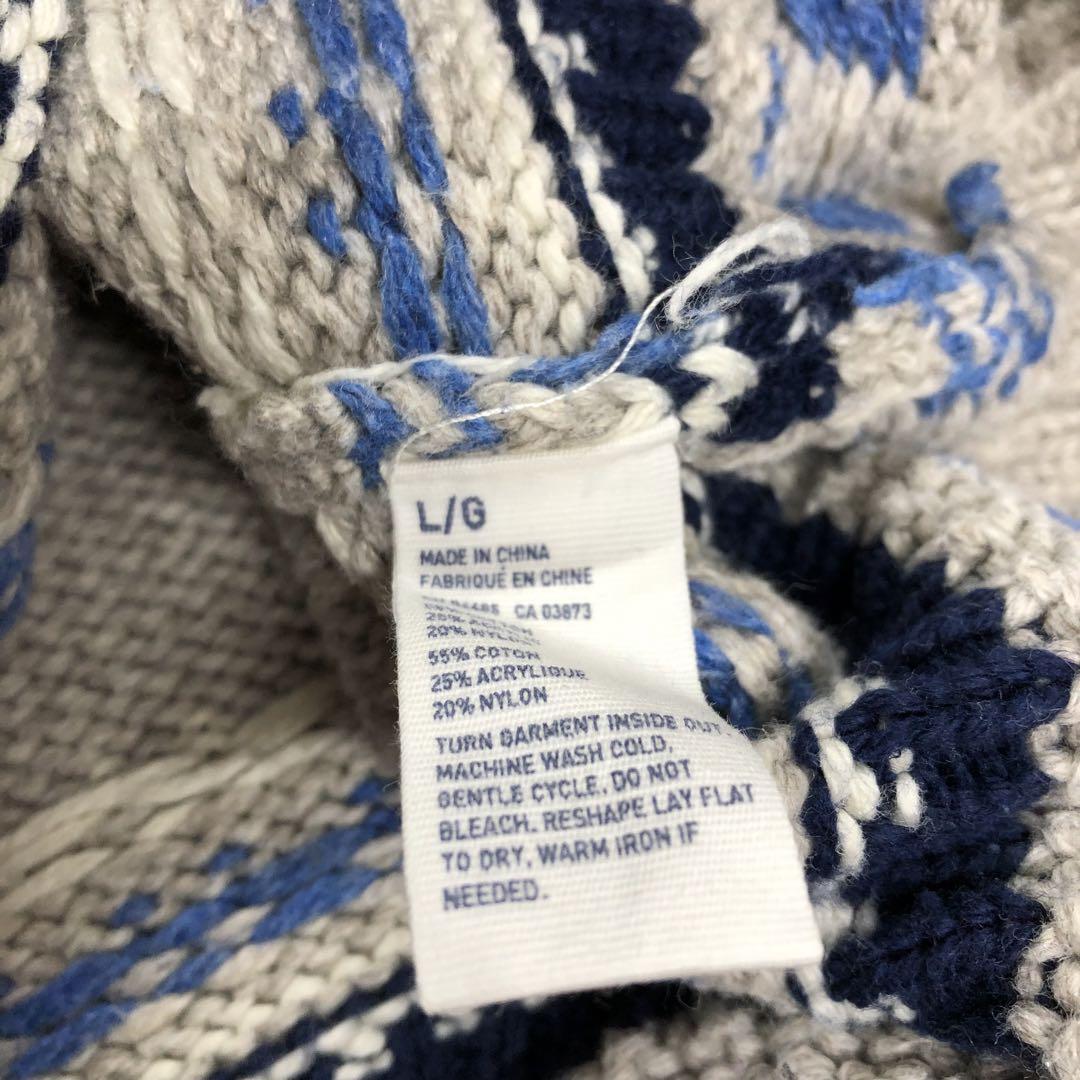 L/G
MADE IN CHINA
FABRIQUÉ EN CHINE
CA 03873
20% NYLON
55% COTON
25% ACRYLIQUE
20% NYLON
TURN GARMENT INSIDE OUT.
MACHINE WASH COLD,
GENTLE CYCLE, DO NOT
BLEACH. RESHAPE LAY FLAT
TO DRY, WARM IRON IF
NEEDED.